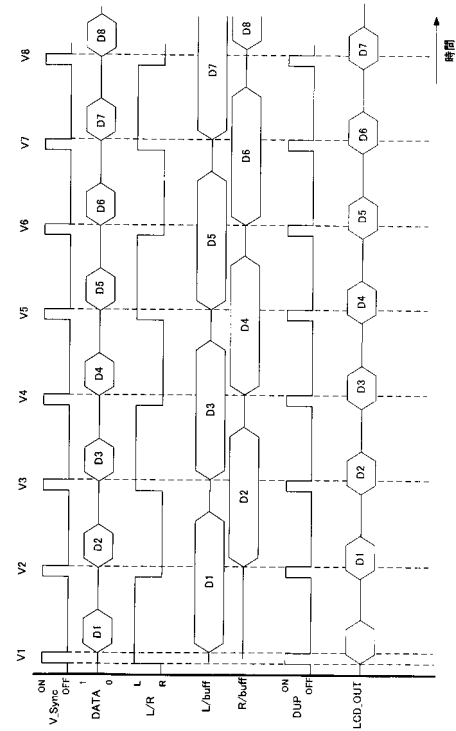 V1 V2 V3 V4 V5 V6 V7 V8
ON
V_Sync
OFF
1
DATA
0
D1 D2 D3 D4 D5 D6 D7 D8
L
L/R
R
L/buff
D1 D3 D5 D7
R/buff
D2 D4 D6 D8
ON
DUP
OFF
LCD_OUT
D1 D2 D3 D4 D5 D6 D7
時間